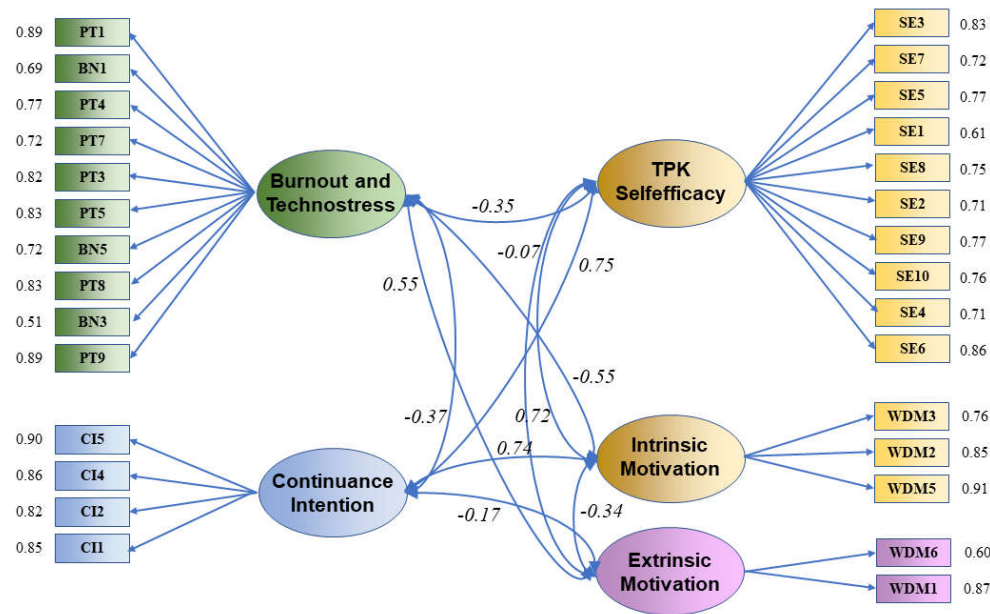 0.89 PT1
0.69 BN1
0.77 PT4
0.72 PT7
0.82 PT3
0.83 PT5
0.72 BN5
0.83 PT8
0.51 BN3
0.89 PT9
Burnout and
Technostress
0.90 CI5
0.86 CI4
0.82 CI2
0.85 CI1
Continuance
Intention
-0.35
-0.07
0.75
0.55
-0.55
-0.37
0.72
0.74
-0.17
-0.34
TPK
Selfefficacy
SE3 0.83
SE7 0.72
SE5 0.77
SE1 0.61
SE8 0.75
SE2 0.71
SE9 0.77
SE10 0.76
SE4 0.71
SE6 0.86
Intrinsic
Motivation
WDM3 0.76
WDM2 0.85
WDM5 0.91
Extrinsic
Motivation
WDM6 0.60
WDM1 0.87